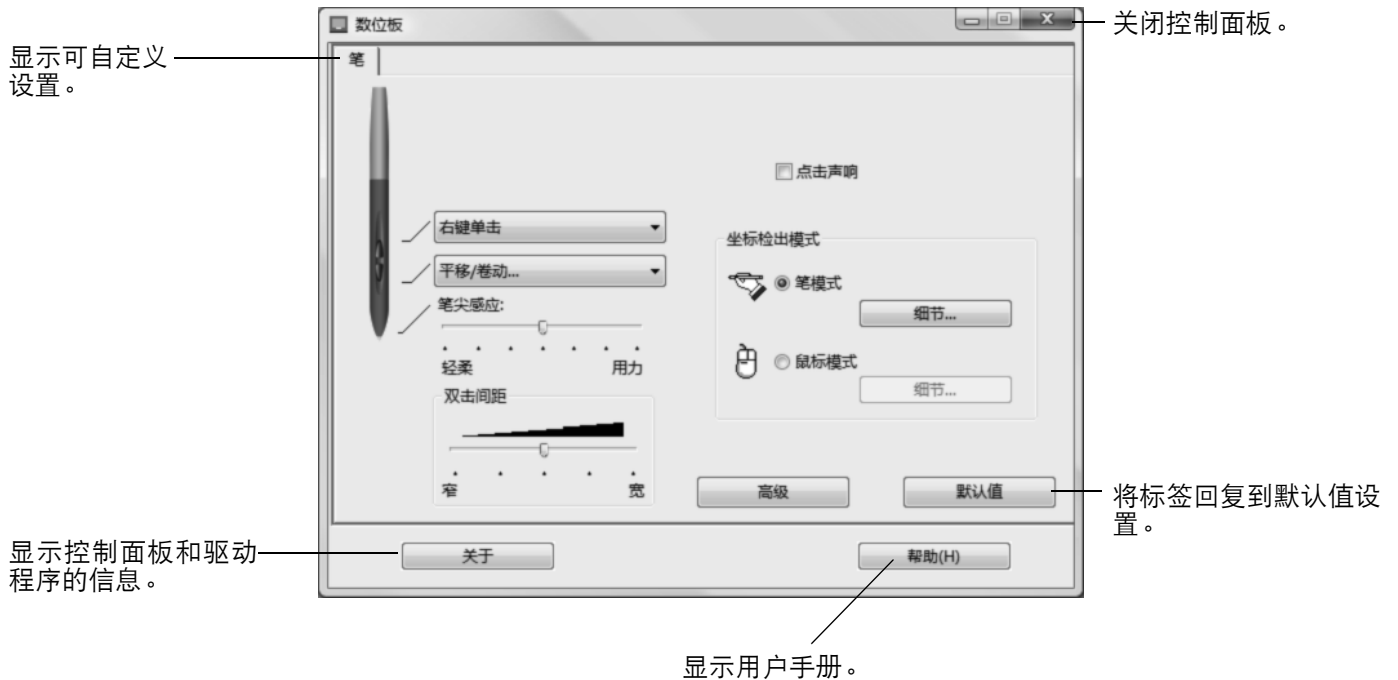 数位板
关闭控制面板。
显示可自定义
设置。
笔
点击声响
右键单击
坐标检出模式
平移/卷动...
笔模式
笔尖感应:
细节...
轻柔 用力
鼠标模式
细节...
双击间距
窄 宽
高级
默认值
将标签回复到默认值设
置。
显示控制面板和驱动
程序的信息。
关于
帮助(H)
显示用户手册。